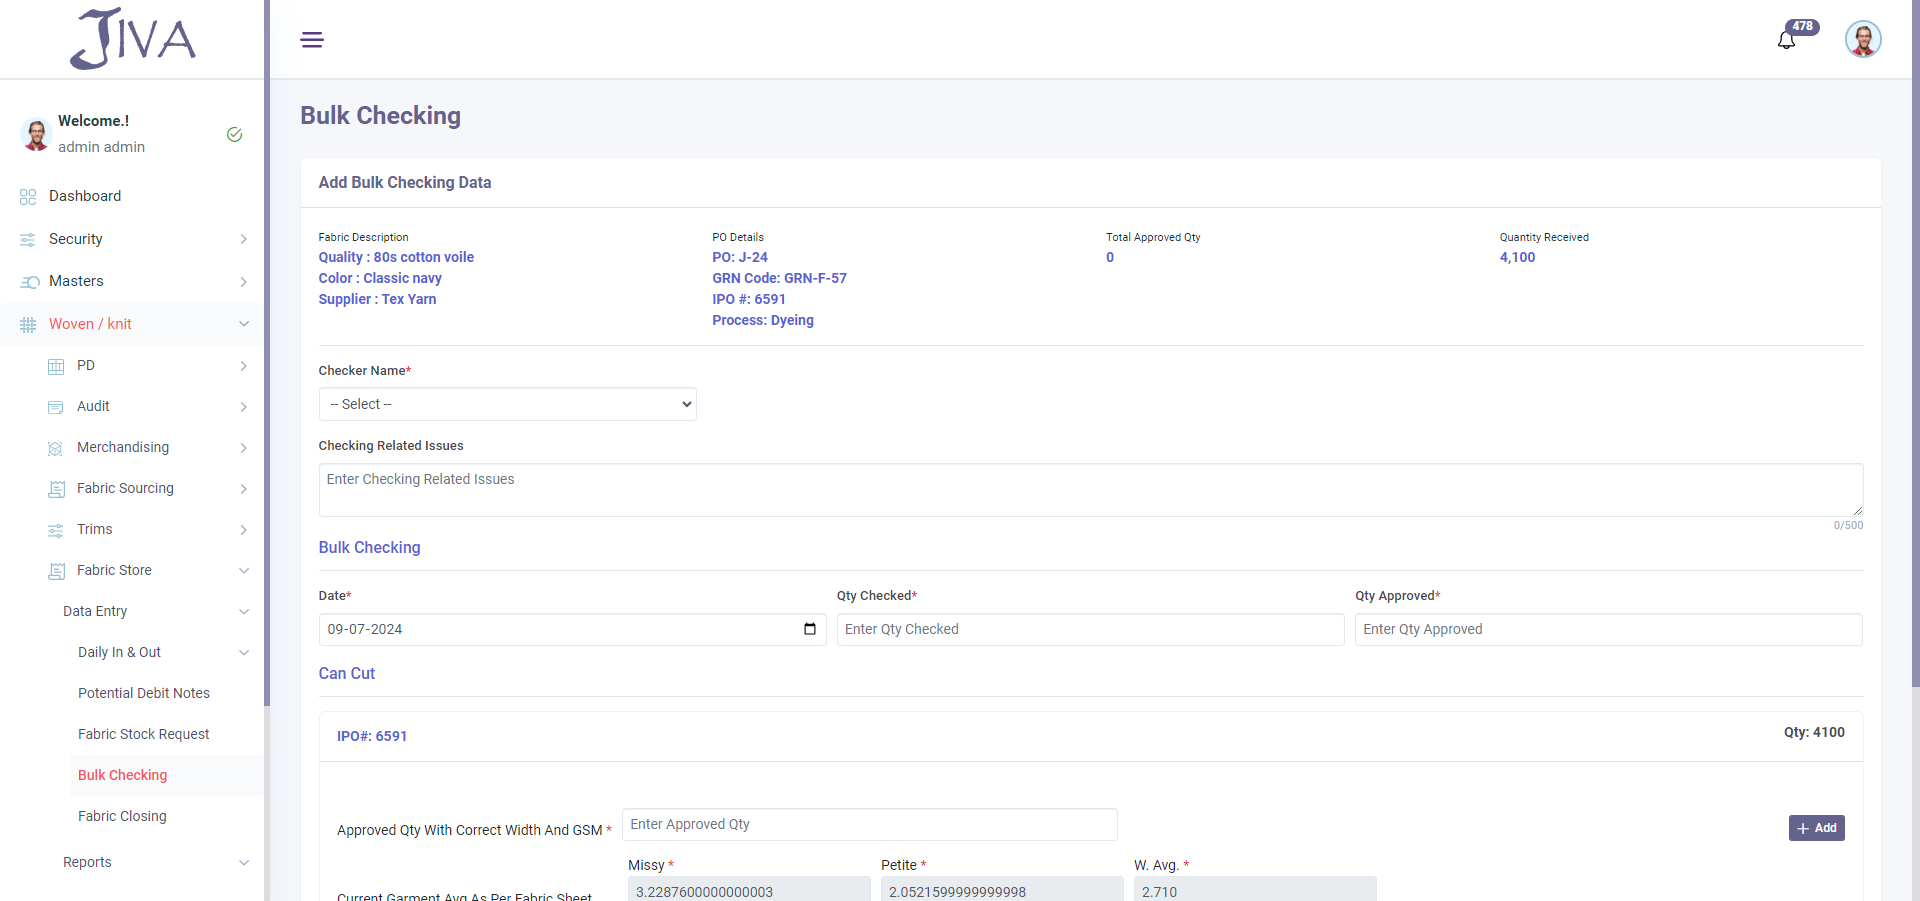 JIVA
478
Welcome.!
admin admin
Dashboard
Security
Masters
Woven / knit
PD
Audit
Merchandising
Fabric Sourcing
Trims
Fabric Store
Data Entry
Daily In & Out
Potential Debit Notes
Fabric Stock Request
Bulk Checking
Fabric Closing
Reports
Bulk Checking
Add Bulk Checking Data
Fabric Description
Quality : 80s cotton voile
Color : Classic navy
Supplier : Tex Yarn
PO Details
PO: J-24
GRN Code: GRN-F-57
IPO #: 6591
Process: Dyeing
Total Approved Qty
0
Quantity Received
4,100
Checker Name*
-- Select --
Checking Related Issues
Enter Checking Related Issues
0/500
Bulk Checking
Date*
09-07-2024
Qty Checked*
Enter Qty Checked
Qty Approved*
Enter Qty Approved
Can Cut
IPO#: 6591
Qty: 4100
Approved Qty With Correct Width And GSM *
Enter Approved Qty
Add
Missy *
Petite *
W. Avg. *
Current Garment Avg As Per Fabric Sheet
3.2287600000000003
2.0521599999999998
2.710